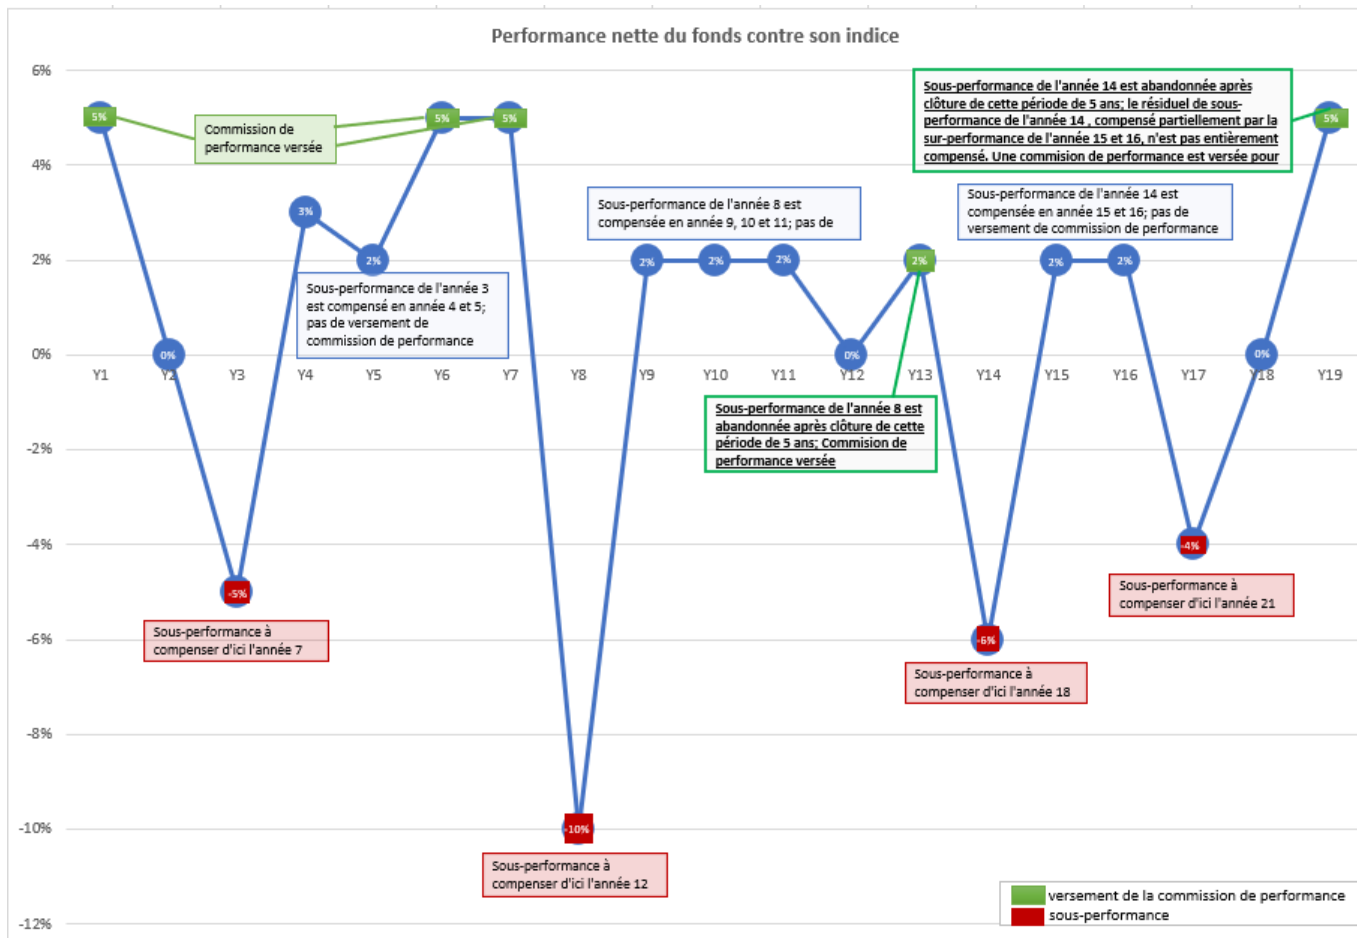 Performance nette du fonds contre son indice
6%
4%
2%
0%
-2%
-4%
-6%
-8%
-10%
-12%
Y1
Y2
Y3
Y4
Y5
Y6
Y7
Y8
Y9
Y10
Y11
Y12
Y13
Y14
Y15
Y16
Y17
Y18
Y19
5%
0%
-5%
3%
2%
5%
5%
-10%
2%
2%
2%
0%
2%
-6%
2%
2%
-4%
0%
5%
Commission de
performance versée
Sous-performance à
compenser d'ici l'année 7
Sous-performance de l'année 3
est compensé en année 4 et 5;
pas de versement de
commission de performance
Sous-performance à
compenser d'ici l'année 12
Sous-performance de l'année 8 est
compensée en année 9, 10 et 11; pas de
Sous-performance de l'année 8 est
abandonnée après clôture de cette
période de 5 ans; Commision de
performance versée
Sous-performance à
compenser d'ici l'année 18
Sous-performance de l'année 14 est
compensée en année 15 et 16; pas de
versement de commission de performance
Sous-performance à
compenser d'ici l'année 21
Sous-performance de l'année 14 est abandonnée après
clôture de cette période de 5 ans; le résiduel de sous-
performance de l'année 14 , compensé partiellement par la
sur-performance de l'année 15 et 16, n'est pas entièrement
compensé. Une commision de performance est versée pour
versement de la commission de performance
sous-performance